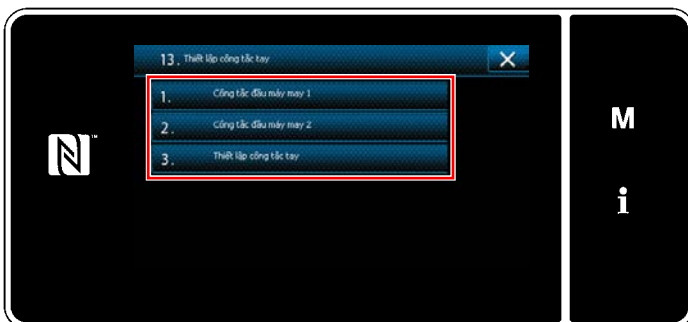 13. Thiết lập công tắc tay
1. Công tắc đầu máy may 1
2. Công tắc đầu máy may 2
3. Thiết lập công tắc tay
M
i